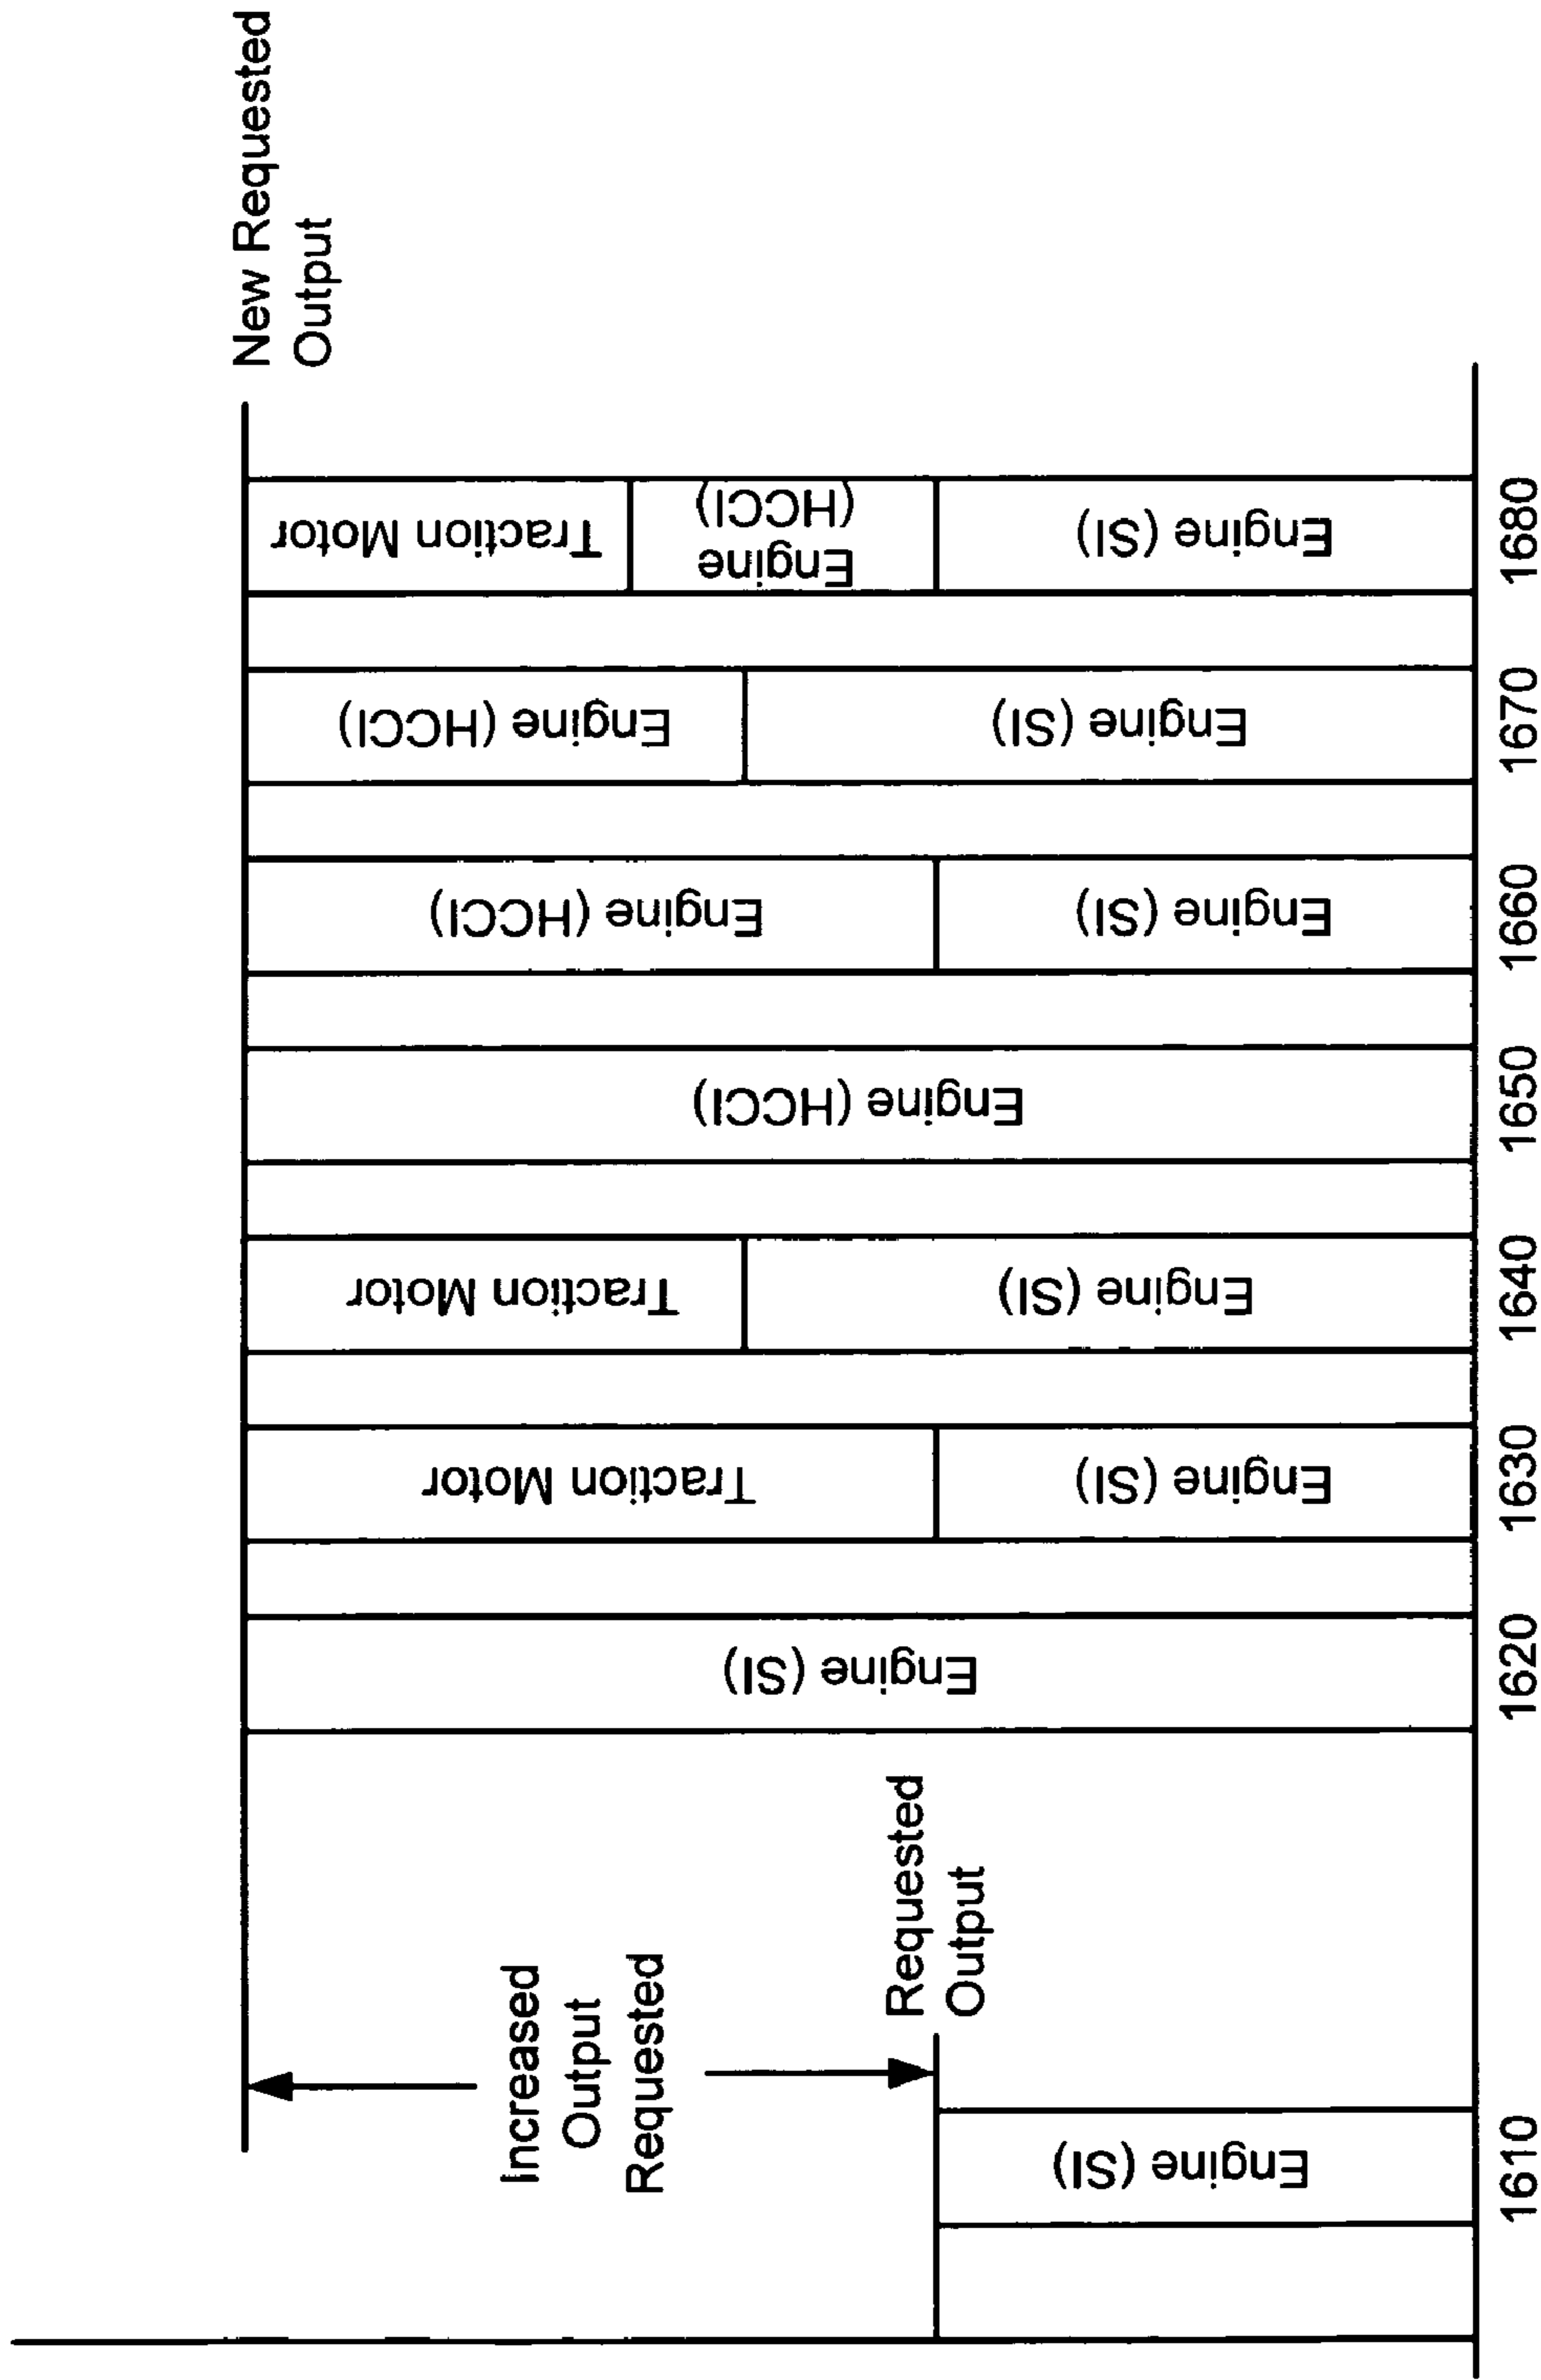 New Requested
Output
Increased
Output
Requested
Requested
Output
Engine (SI)
Engine (SI)
Traction Motor
Engine (SI)
Traction Motor
Engine (SI)
Engine (HCCI)
Engine (HCCI)
Engine (SI)
Engine (HCCI)
Engine (SI)
Traction Motor
Engine
(HCCI)
Engine (SI)
1610
1620
1630
1640
1650
1660
1670
1680